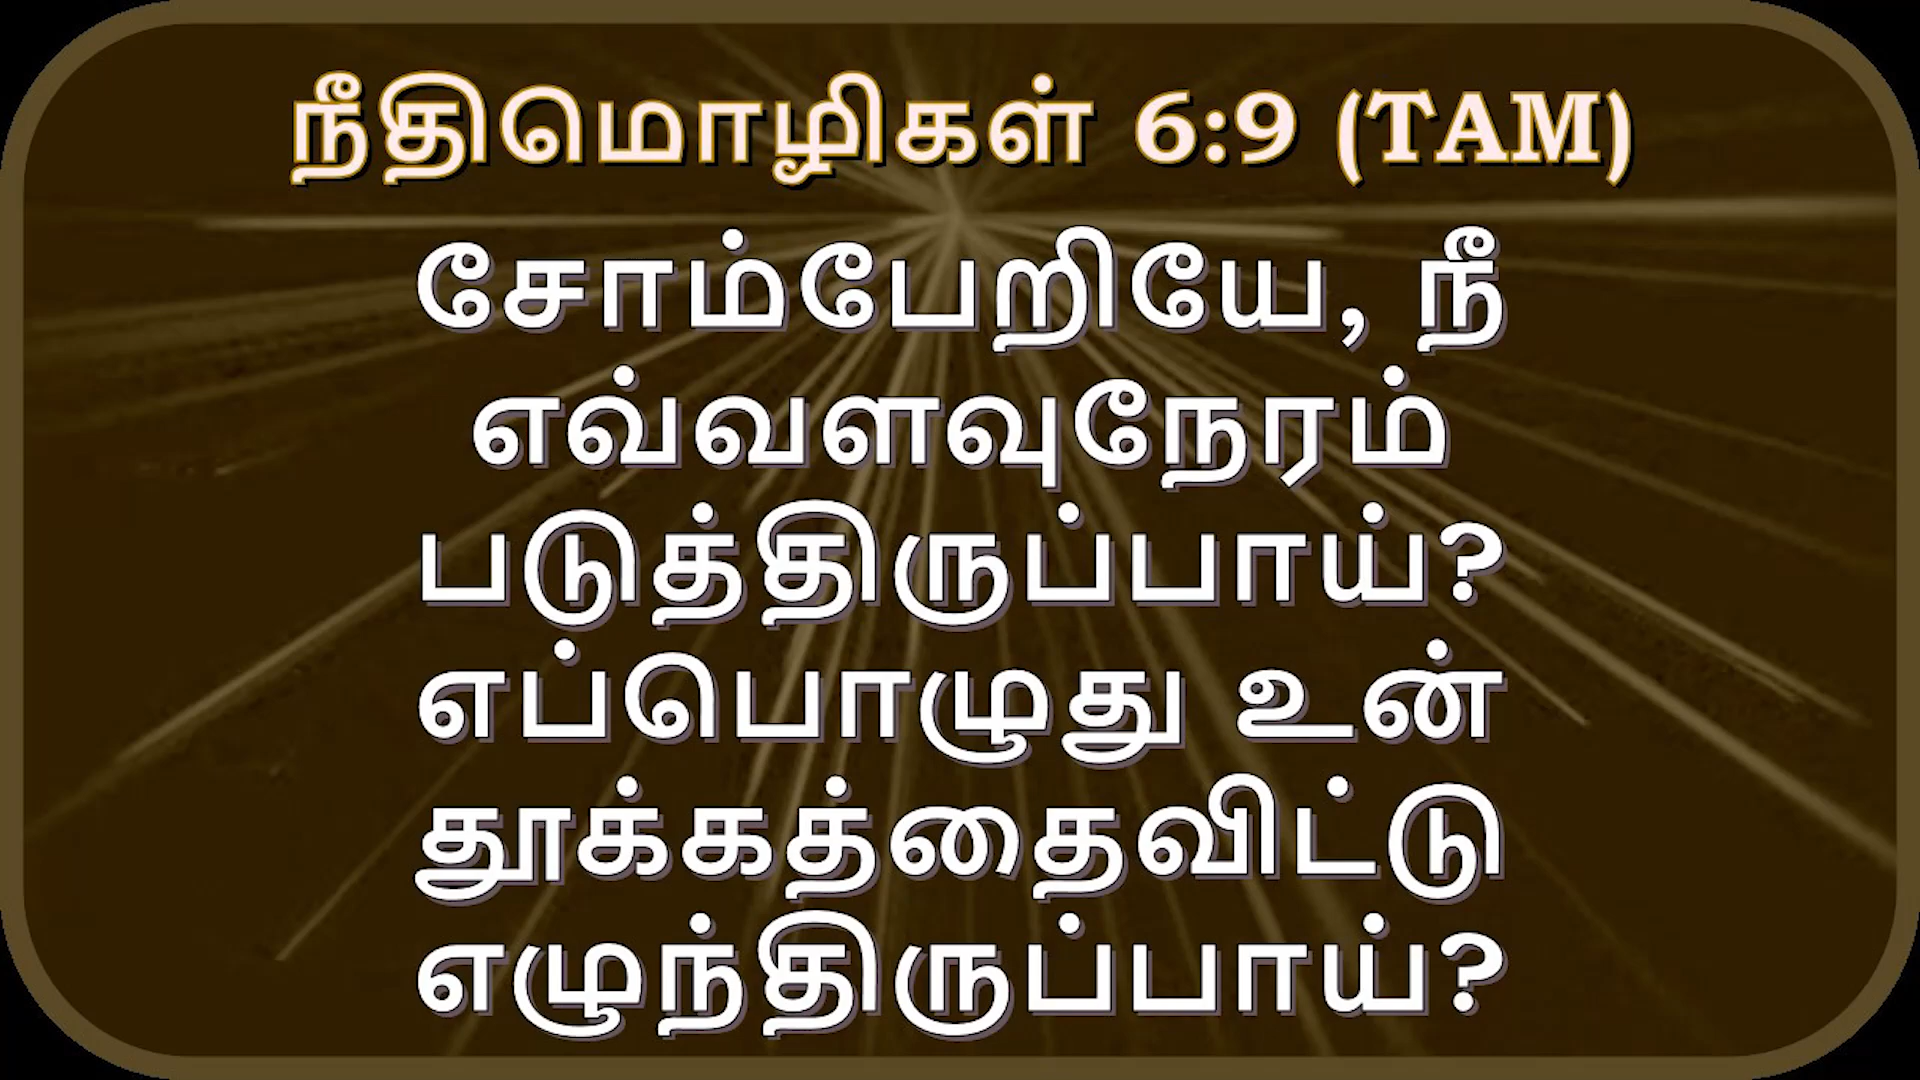 நீதிமொழிகள் 6:9 (TAM)
சோம்பேறியே, நீ
எவ்வளவுநேரம்
படுத்திருப்பாய்?
எப்பொழுது உன்
தூக்கத்தைவிட்டு
எழுந்திருப்பாய்?